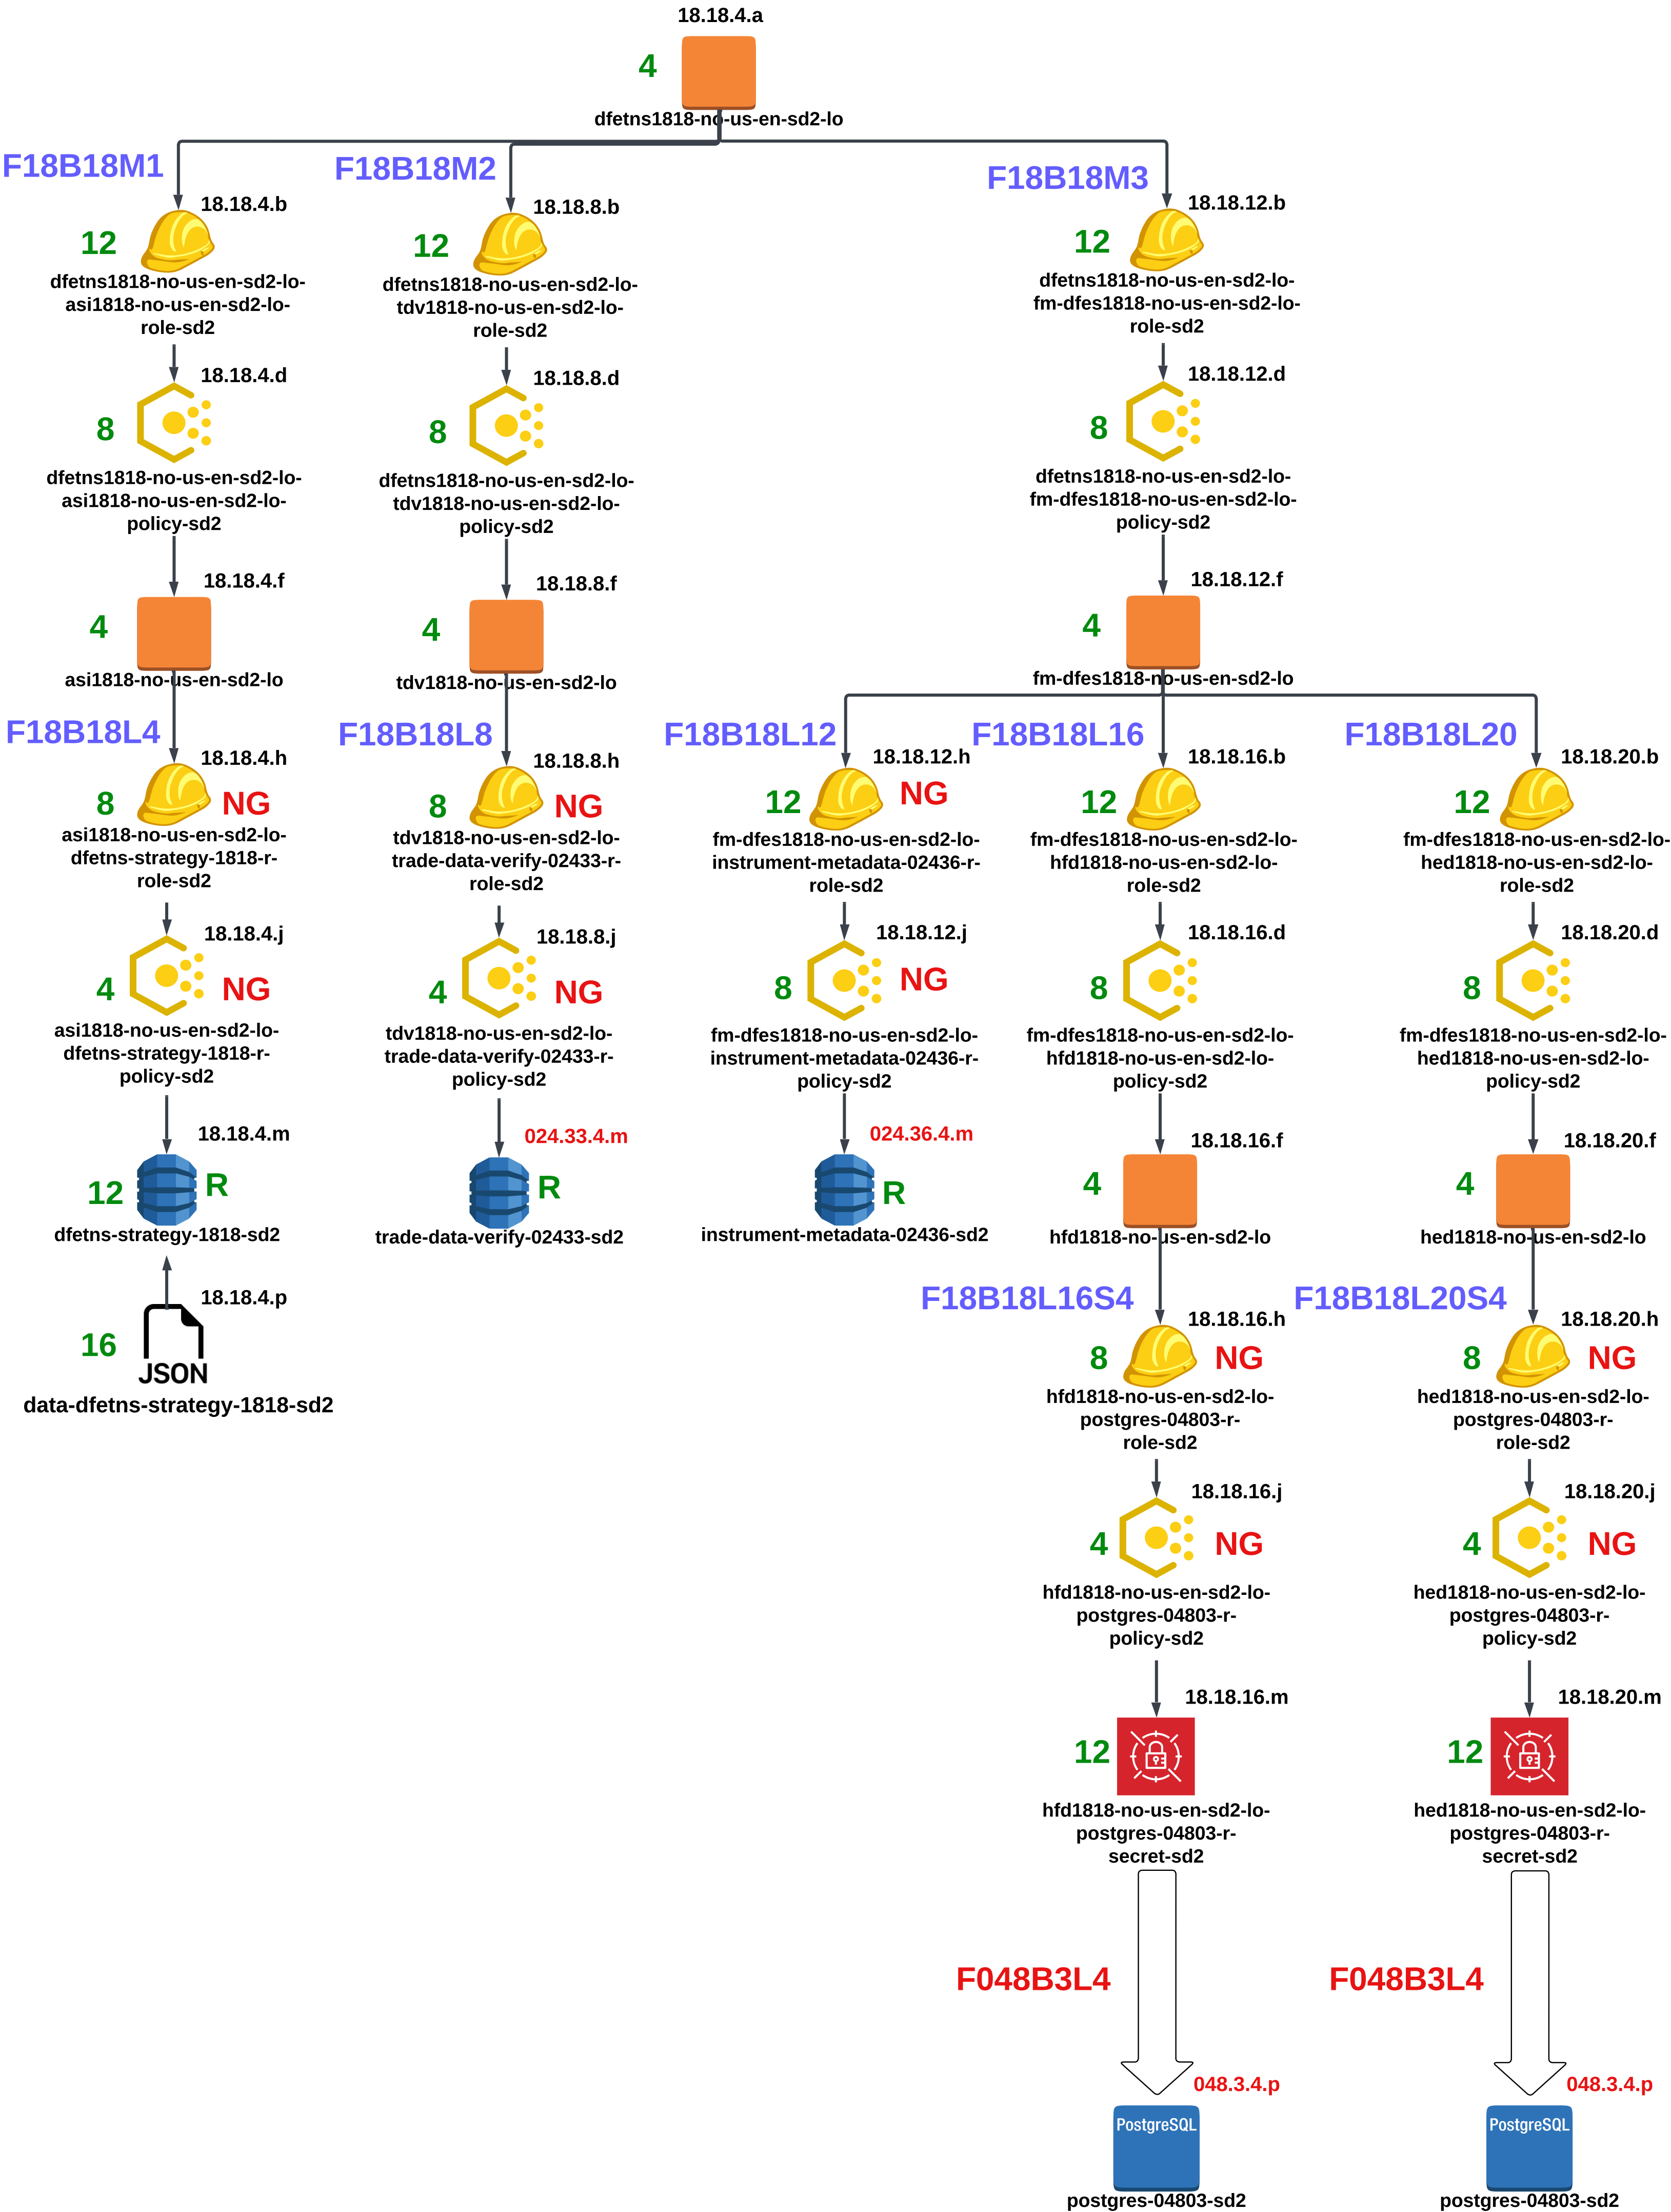 18.18.4.a
4
dfetns1818-no-us-en-sd2-lo
F18B18M1
18.18.4.b
12
dfetns1818-no-us-en-sd2-lo-
asi1818-no-us-en-sd2-lo-
role-sd2
18.18.4.d
8
dfetns1818-no-us-en-sd2-lo-
asi1818-no-us-en-sd2-lo-
policy-sd2
18.18.4.f
4
asi1818-no-us-en-sd2-lo
F18B18L4
18.18.4.h
8
NG
asi1818-no-us-en-sd2-lo-
dfetns-strategy-1818-r-
role-sd2
18.18.4.j
4
NG
asi1818-no-us-en-sd2-lo-
dfetns-strategy-1818-r-
policy-sd2
18.18.4.m
12
R
dfetns-strategy-1818-sd2
18.18.4.p
16
JSON
data-dfetns-strategy-1818-sd2
F18B18M2
18.18.8.b
12
dfetns1818-no-us-en-sd2-lo-
tdv1818-no-us-en-sd2-lo-
role-sd2
18.18.8.d
8
dfetns1818-no-us-en-sd2-lo-
tdv1818-no-us-en-sd2-lo-
policy-sd2
18.18.8.f
4
tdv1818-no-us-en-sd2-lo
F18B18L8
18.18.8.h
8
NG
tdv1818-no-us-en-sd2-lo-
trade-data-verify-02433-r-
role-sd2
18.18.8.j
4
NG
tdv1818-no-us-en-sd2-lo-
trade-data-verify-02433-r-
policy-sd2
024.33.4.m
R
trade-data-verify-02433-sd2
F18B18M3
18.18.12.b
12
dfetns1818-no-us-en-sd2-lo-
fm-dfes1818-no-us-en-sd2-lo-
role-sd2
18.18.12.d
8
dfetns1818-no-us-en-sd2-lo-
fm-dfes1818-no-us-en-sd2-lo-
policy-sd2
18.18.12.f
4
fm-dfes1818-no-us-en-sd2-lo
F18B18L12
18.18.12.h
12
NG
fm-dfes1818-no-us-en-sd2-lo-
instrument-metadata-02436-r-
role-sd2
18.18.12.j
8
NG
fm-dfes1818-no-us-en-sd2-lo-
instrument-metadata-02436-r-
policy-sd2
024.36.4.m
R
instrument-metadata-02436-sd2
F18B18L16
18.18.16.b
12
fm-dfes1818-no-us-en-sd2-lo-
hfd1818-no-us-en-sd2-lo-
role-sd2
18.18.16.d
8
fm-dfes1818-no-us-en-sd2-lo-
hfd1818-no-us-en-sd2-lo-
policy-sd2
18.18.16.f
4
hfd1818-no-us-en-sd2-lo
F18B18L16S4
18.18.16.h
8
NG
hfd1818-no-us-en-sd2-lo-
postgres-04803-r-
role-sd2
18.18.16.j
4
NG
hfd1818-no-us-en-sd2-lo-
postgres-04803-r-
policy-sd2
18.18.16.m
12
hfd1818-no-us-en-sd2-lo-
postgres-04803-r-
secret-sd2
F048B3L4
048.3.4.p
PostgreSQL
postgres-04803-sd2
F18B18L20
18.18.20.b
12
fm-dfes1818-no-us-en-sd2-lo-
hed1818-no-us-en-sd2-lo-
role-sd2
18.18.20.d
8
fm-dfes1818-no-us-en-sd2-lo-
hed1818-no-us-en-sd2-lo-
policy-sd2
18.18.20.f
4
hed1818-no-us-en-sd2-lo
F18B18L20S4
18.18.20.h
8
NG
hed1818-no-us-en-sd2-lo-
postgres-04803-r-
role-sd2
18.18.20.j
4
NG
hed1818-no-us-en-sd2-lo-
postgres-04803-r-
policy-sd2
18.18.20.m
12
hed1818-no-us-en-sd2-lo-
postgres-04803-r-
secret-sd2
F048B3L4
048.3.4.p
PostgreSQL
postgres-04803-sd2